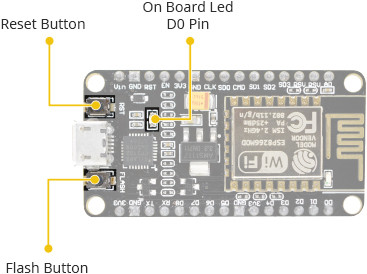 On Board Led
D0 Pin
Reset Button
Vin GND RST EN 3V3 GND CLK SD0 CMD SD1 SD2 SD3 RSV RSV A0
RST
MODEL
VENDOR
ESP8266MOD
ISM 2.4GHz
PA
802.11b/g/n
FCC
Wi Fi
FLASH
3V3 GND TX RX D8 D7 D6 D5 GND 3V3 D4 D3 D2 D1 D0
Flash Button